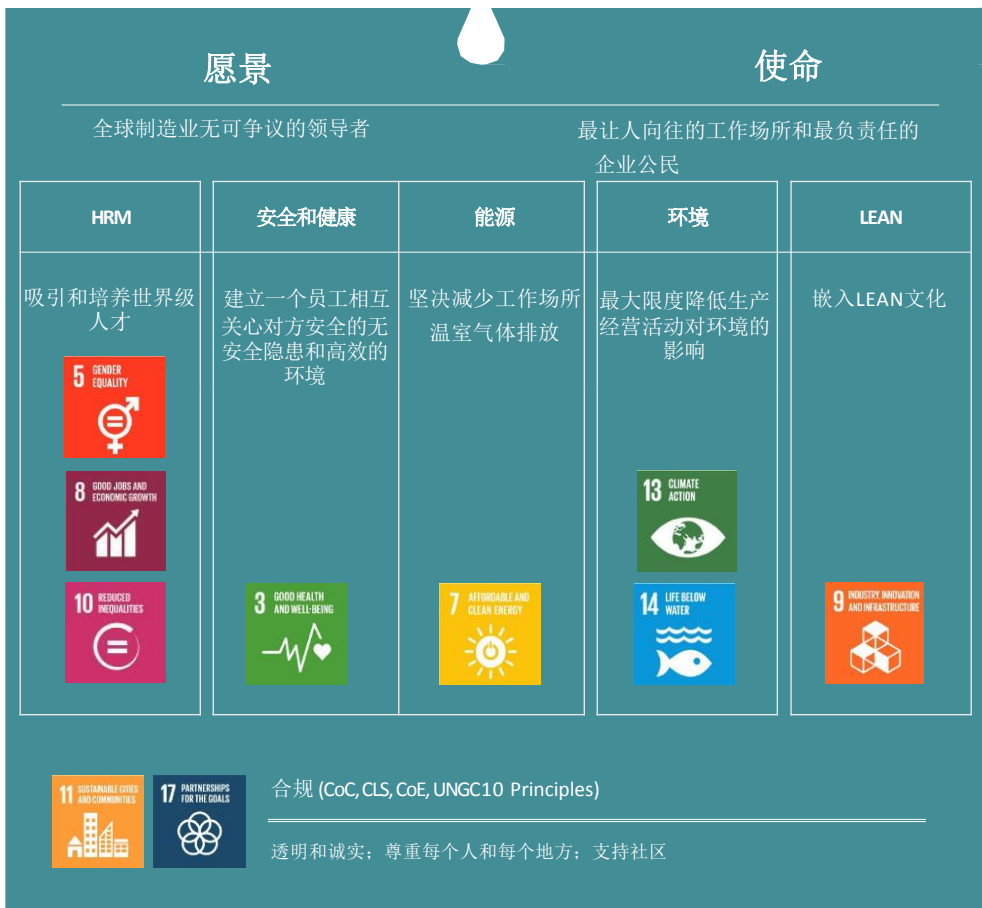 愿景
使命
全球制造业无可争议的领导者
最让人向往的工作场所和最负责任的
企业公民
HRM
安全和健康
能源
环境
LEAN
吸引和培养世界级
人才
建立一个员工相互
关心对方安全的无
安全隐患和高效的
环境
坚决减少工作场所
温室气体排放
最大限度降低生产
经营活动对环境的
影响
嵌入LEAN文化
5 GENDER
EQUALITY
8 GOOD JOBS AND
ECONOMIC GROWTH
13 CLIMATE
ACTION
10 REDUCED
INEQUALITIES
3 GOOD HEALTH
AND WELL-BEING
7 AFFORDABLE AND
CLEAN ENERGY
14 LIFE BELOW
WATER
9 INDUSTRY, INNOVATION
AND INFRASTRUCTURE
11 SUSTAINABLE CITIES
AND COMMUNITIES
17 PARTNERSHIPS
FOR THE GOALS
合规 (CoC, CLS, CoE, UNGC10 Principles)
透明和诚实；尊重每个人和每个地方；支持社区